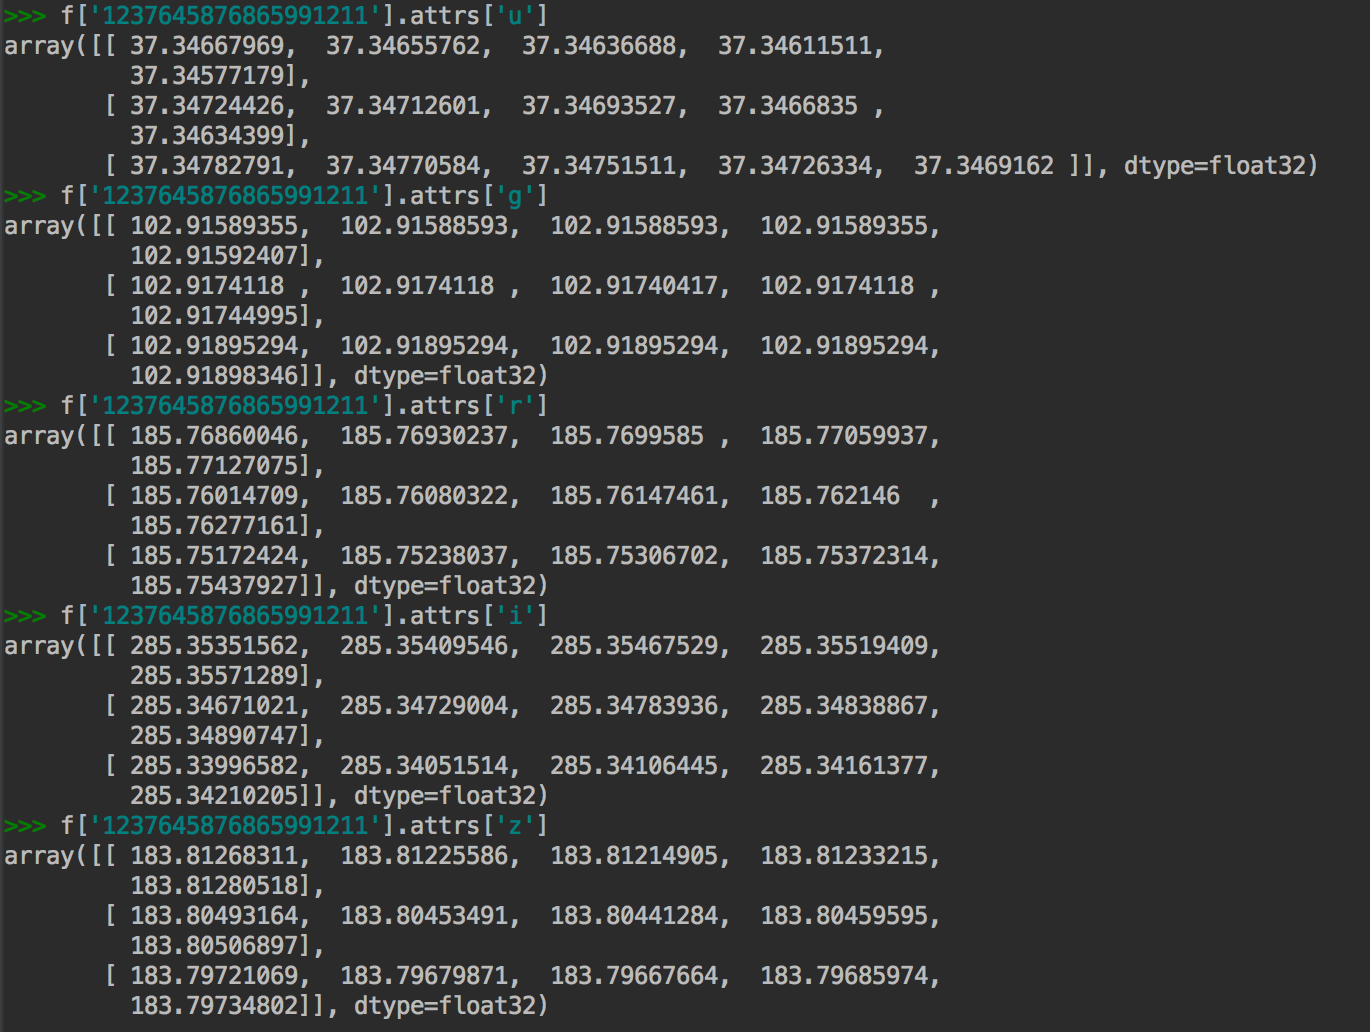 >>> f['1237645876865991211'].attrs['u']
array([[ 37.34667969,  37.34655762,  37.34636688,  37.34611511,
         37.34577179],
       [ 37.34724426,  37.34712601,  37.34693527,  37.3466835 ,
         37.34634399],
       [ 37.34782791,  37.34770584,  37.34751511,  37.34726334,  37.3469162 ]], dtype=float32)
>>> f['1237645876865991211'].attrs['g']
array([[ 102.91589355,  102.91588593,  102.91588593,  102.91589355,
         102.91592407],
       [ 102.9174118 ,  102.9174118 ,  102.91740417,  102.9174118 ,
         102.91744995],
       [ 102.91895294,  102.91895294,  102.91895294,  102.91895294,
         102.91898346]], dtype=float32)
>>> f['1237645876865991211'].attrs['r']
array([[ 185.76860046,  185.76930237,  185.7699585 ,  185.77059937,
         185.77127075],
       [ 185.76014709,  185.76080322,  185.76147461,  185.762146  ,
         185.76277161],
       [ 185.75172424,  185.75238037,  185.75306702,  185.75372314,
         185.75437927]], dtype=float32)
>>> f['1237645876865991211'].attrs['i']
array([[ 285.35351562,  285.35409546,  285.35467529,  285.35519409,
         285.35571289],
       [ 285.34671021,  285.34729004,  285.34783936,  285.34838867,
         285.34890747],
       [ 285.33996582,  285.34051514,  285.34106445,  285.34161377,
         285.34210205]], dtype=float32)
>>> f['1237645876865991211'].attrs['z']
array([[ 183.81268311,  183.81225586,  183.81214905,  183.81233215,
         183.81280518],
       [ 183.80493164,  183.80453491,  183.80441284,  183.80459595,
         183.80506897],
       [ 183.79721069,  183.79679871,  183.79667664,  183.79685974,
         183.79734802]], dtype=float32)